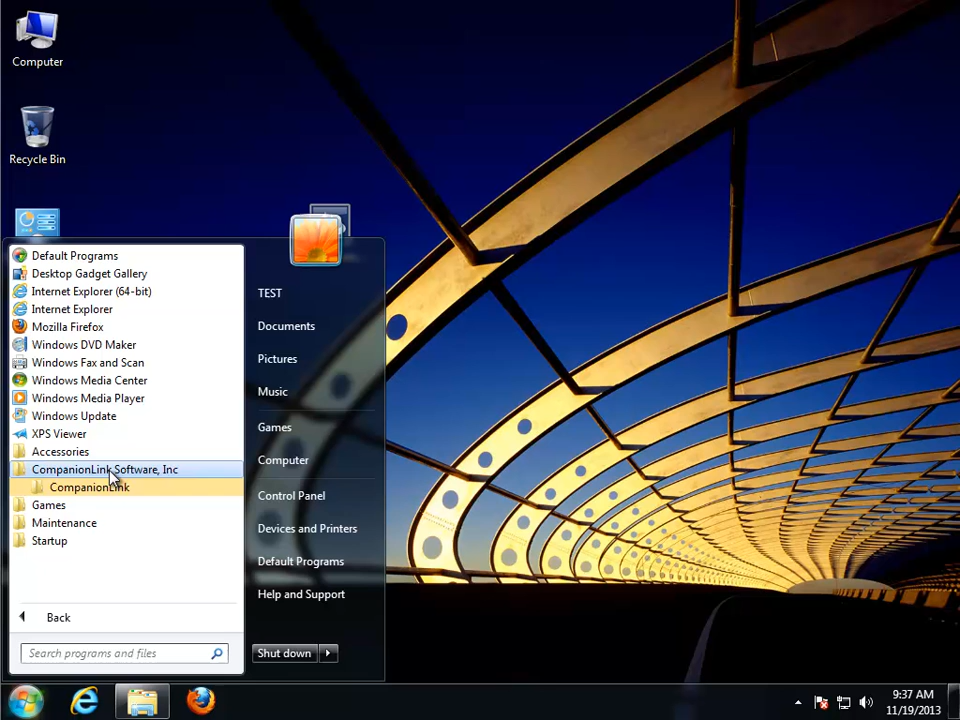 Computer
Recycle Bin
Default Programs
Desktop Gadget Gallery
Internet Explorer (64-bit)
Internet Explorer
Mozilla Firefox
Windows DVD Maker
Windows Fax and Scan
Windows Media Center
Windows Media Player
Windows Update
XPS Viewer
Accessories
CompanionLink Software, Inc
CompanionLink
Games
Maintenance
Startup
Back
Search programs and files
TEST
Documents
Pictures
Music
Games
Computer
Control Panel
Devices and Printers
Default Programs
Help and Support
Shut down
9:37 AM
11/19/2013